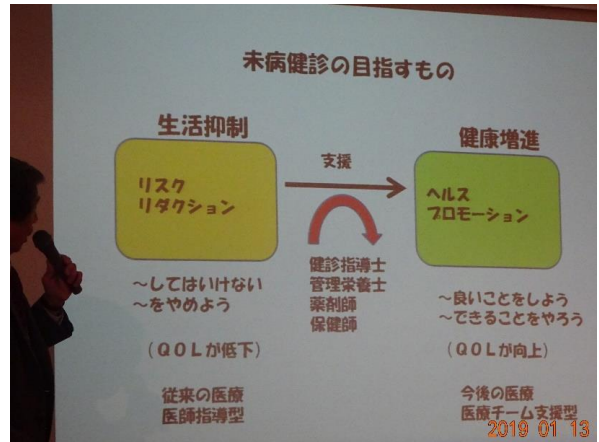 未病健診の目指すもの
生活抑制
リスク
リダクション
～してはいけない
～をやめよう
(QOLが低下)
従来の医療
医師指導型
支援
健診指導士
管理栄養士
薬剤師
保健師
健康増進
ヘルス
プロモーション
～良いことをしよう
～できることをやろう
(QOLが向上)
今後の医療
医療チーム支援型
2019 01 13